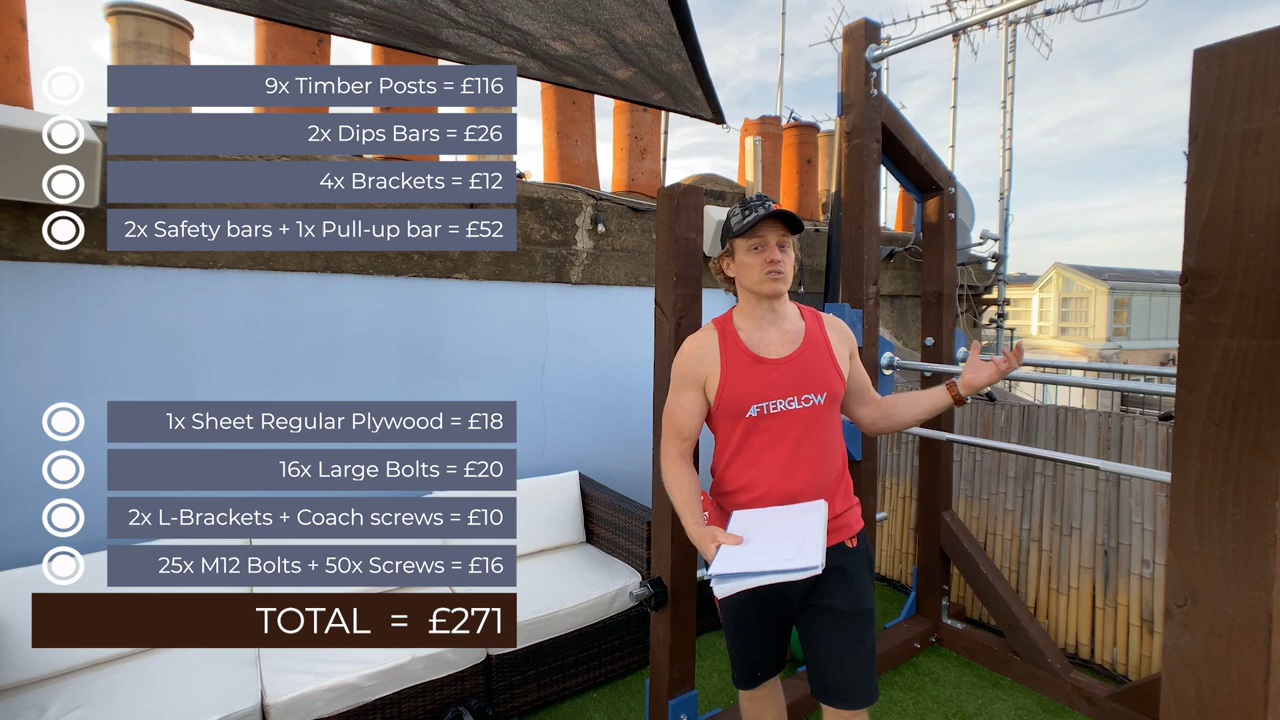 9x Timber Posts = £116
2x Dips Bars = £26
4x Brackets = £12
2x Safety bars + 1x Pull-up bar = £52
1x Sheet Regular Plywood = £18
16x Large Bolts = £20
2x L-Brackets + Coach screws = £10
25x M12 Bolts + 50x Screws = £16
TOTAL = £271
AFTERGLOW